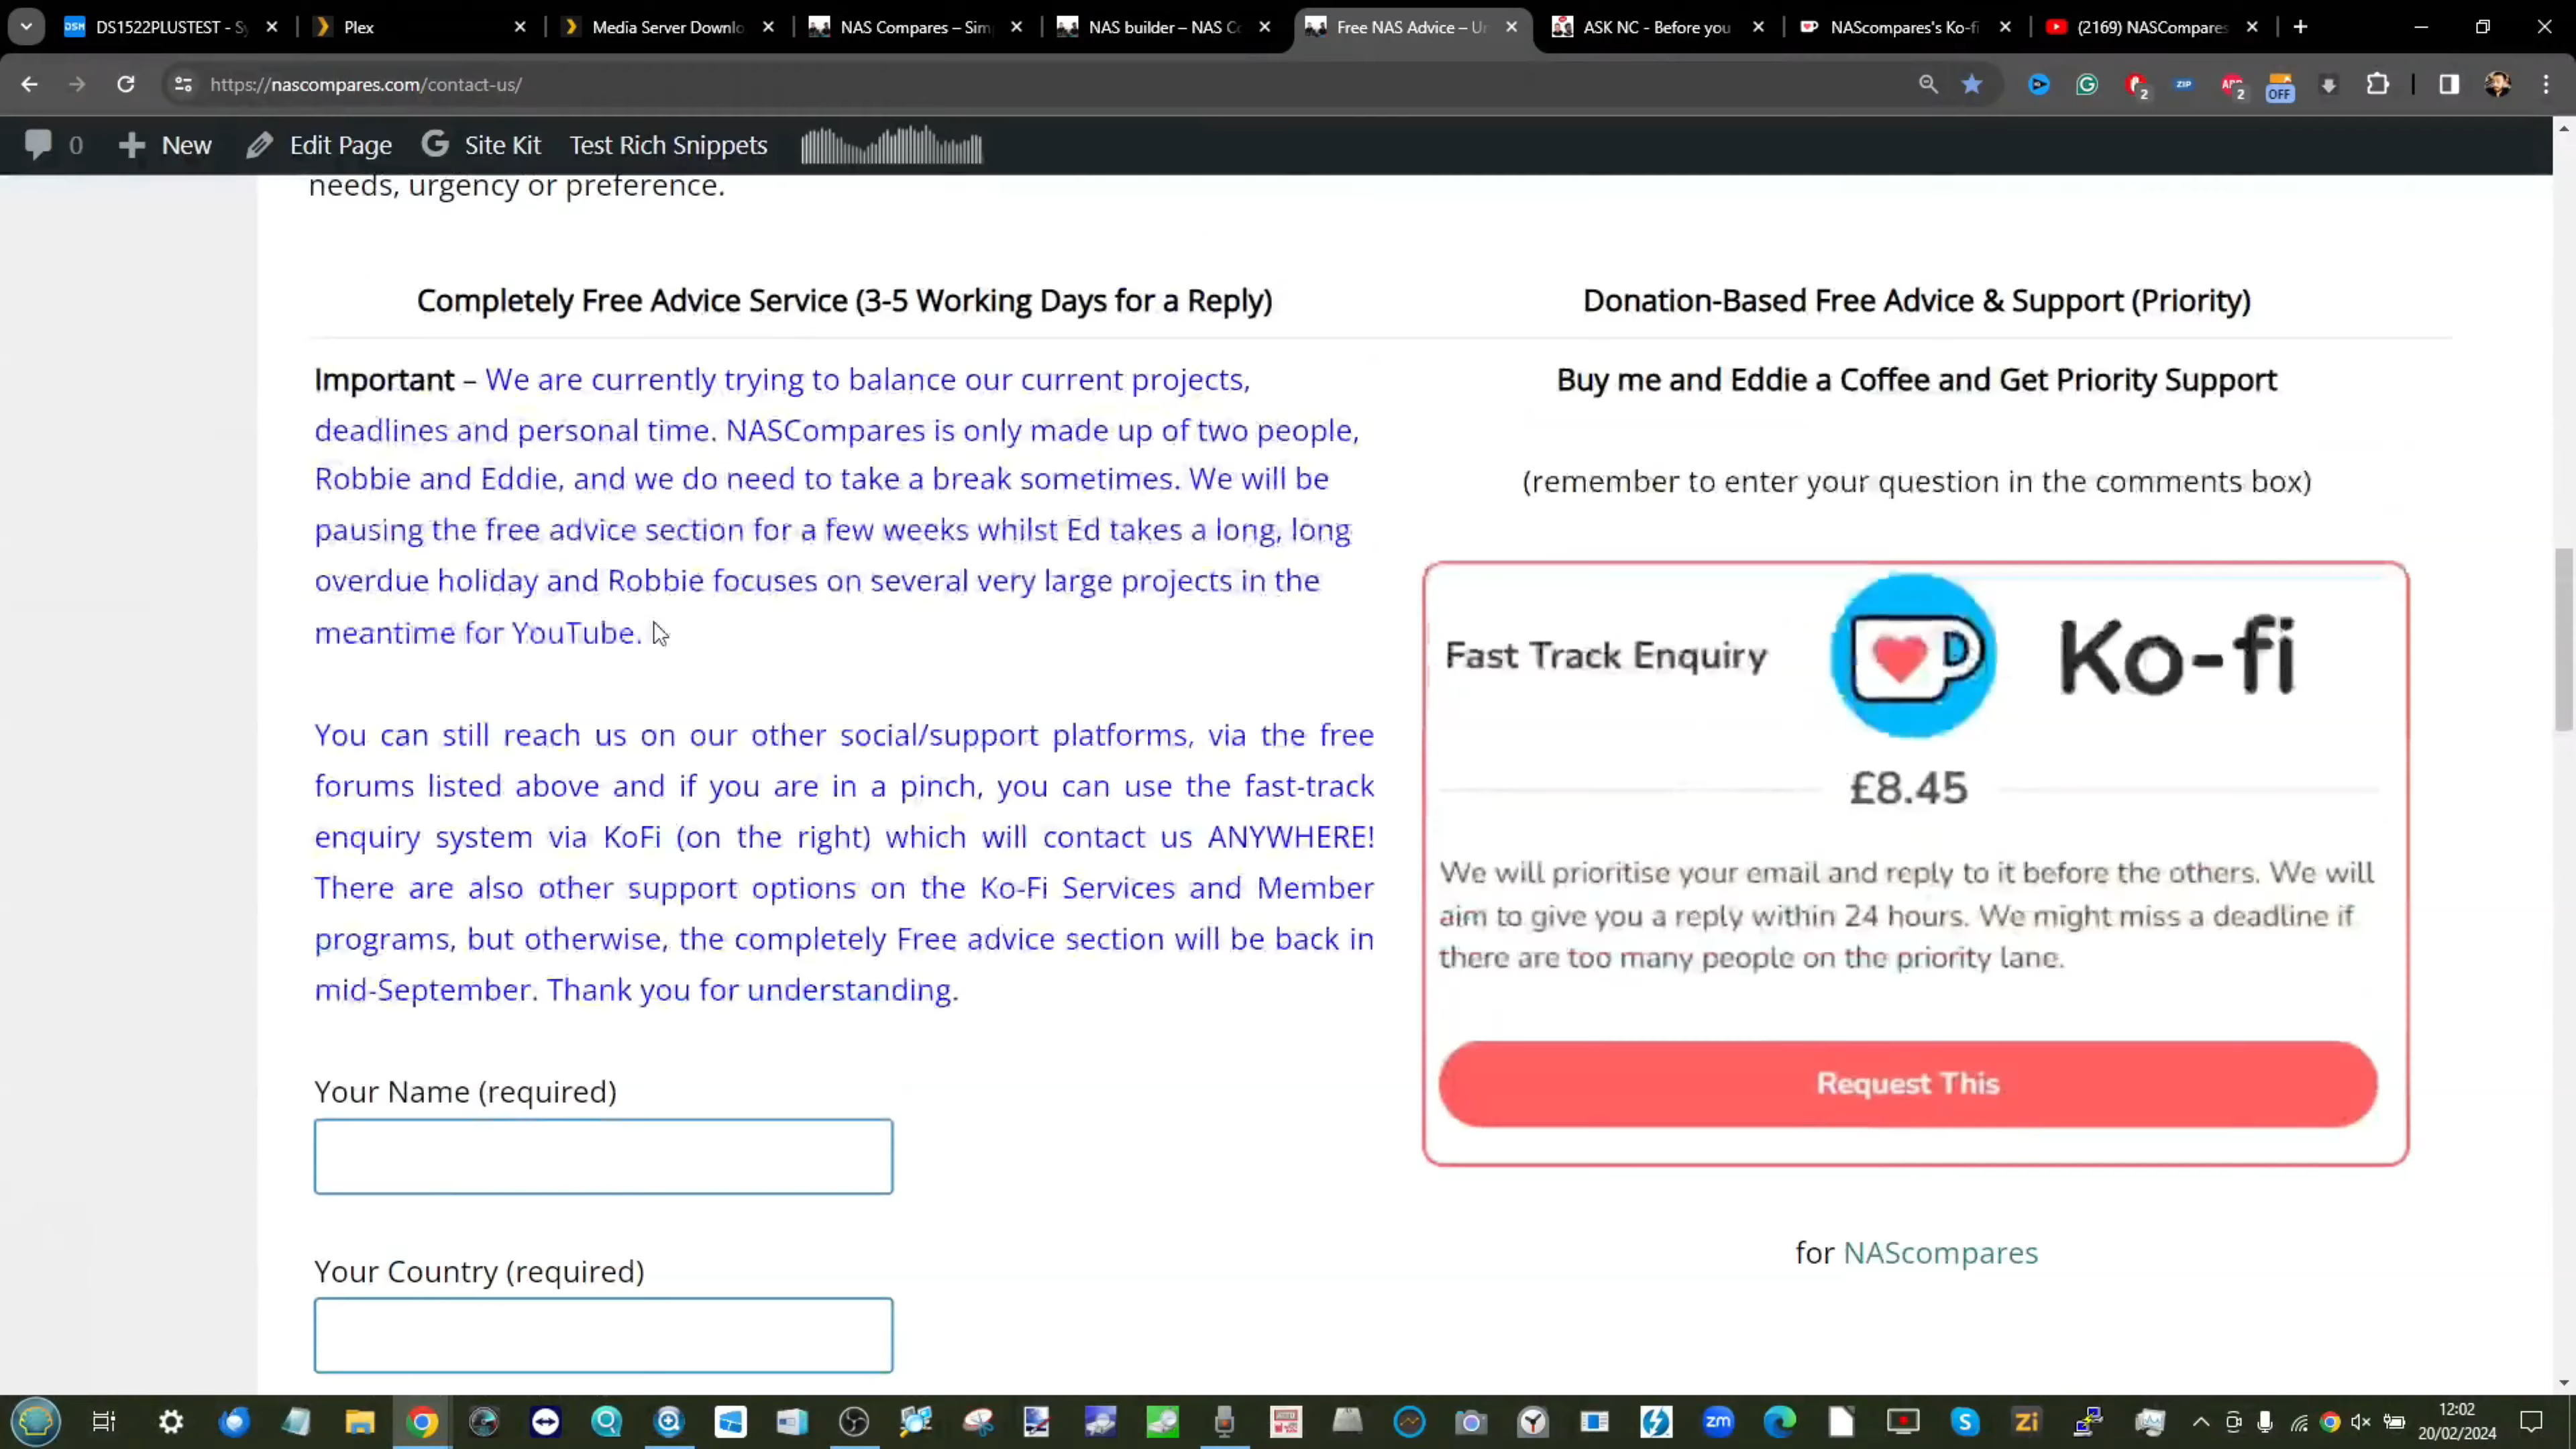 DS1522PLUSTEST - Sy
Plex
Media Server Downlo
NAS Compares – Sim
NAS builder – NAS Co
Free NAS Advice – Un
ASK NC - Before you
NAScompares's Ko-fi
(2169) NASCompares
https://nascompares.com/contact-us/
0
New
Edit Page
Site Kit
Test Rich Snippets
needs, urgency or preference.
Completely Free Advice Service (3-5 Working Days for a Reply)
Important – We are currently trying to balance our current projects,
deadlines and personal time. NASCompares is only made up of two people,
Robbie and Eddie, and we do need to take a break sometimes. We will be
pausing the free advice section for a few weeks whilst Ed takes a long, long
overdue holiday and Robbie focuses on several very large projects in the
meantime for YouTube.
You can still reach us on our other social/support platforms, via the free
forums listed above and if you are in a pinch, you can use the fast-track
enquiry system via KoFi (on the right) which will contact us ANYWHERE!
There are also other support options on the Ko-Fi Services and Member
programs, but otherwise, the completely Free advice section will be back in
mid-September. Thank you for understanding.
Your Name (required)
Your Country (required)
Donation-Based Free Advice & Support (Priority)
Buy me and Eddie a Coffee and Get Priority Support
(remember to enter your question in the comments box)
Fast Track Enquiry
Ko-fi
£8.45
We will prioritise your email and reply to it before the others. We will
aim to give you a reply within 24 hours. We might miss a deadline if
there are too many people on the priority lane.
Request This
for NAScompares
12:02
20/02/2024